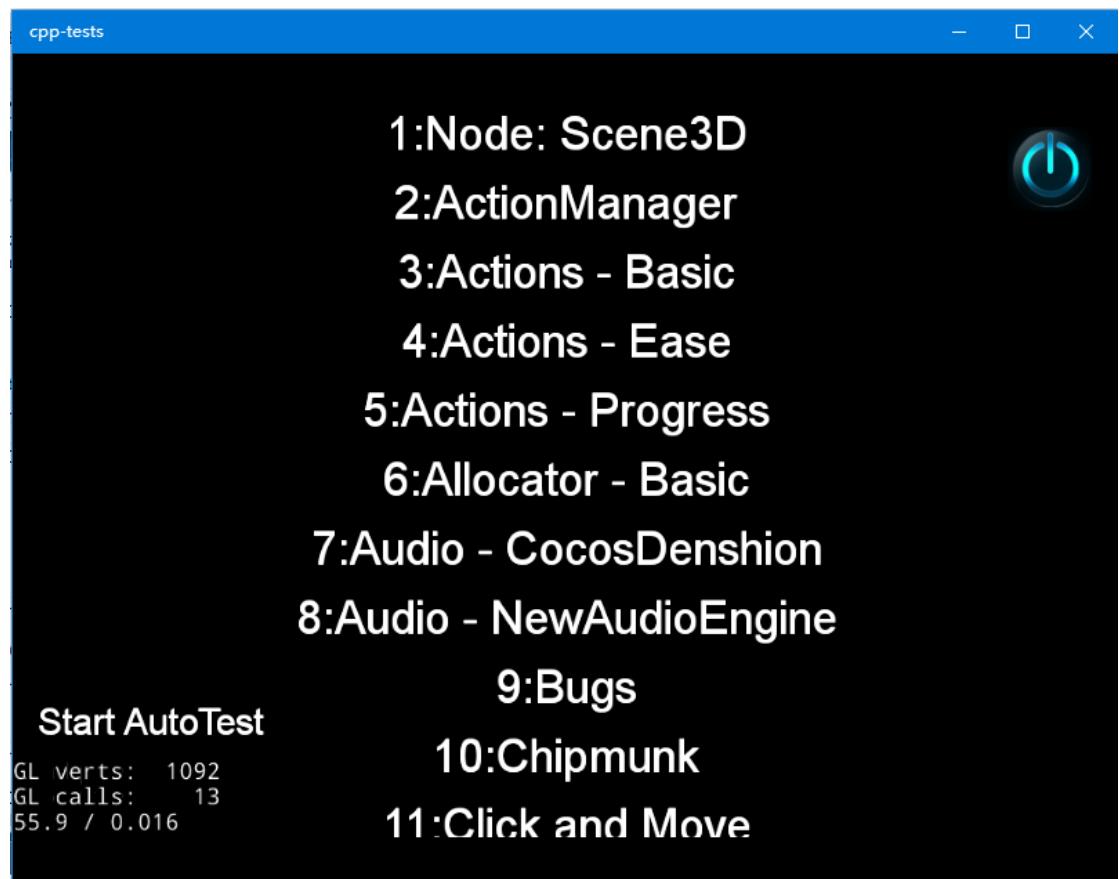 cpp-tests
1:Node: Scene3D
2:ActionManager
3:Actions - Basic
4:Actions - Ease
5:Actions - Progress
6:Allocator - Basic
7:Audio - CocosDenshion
8:Audio - NewAudioEngine
9:Bugs
Start AutoTest
10:Chipmunk
GL verts: 1092
GL calls: 13
55.9 / 0.016
11:Click and Move